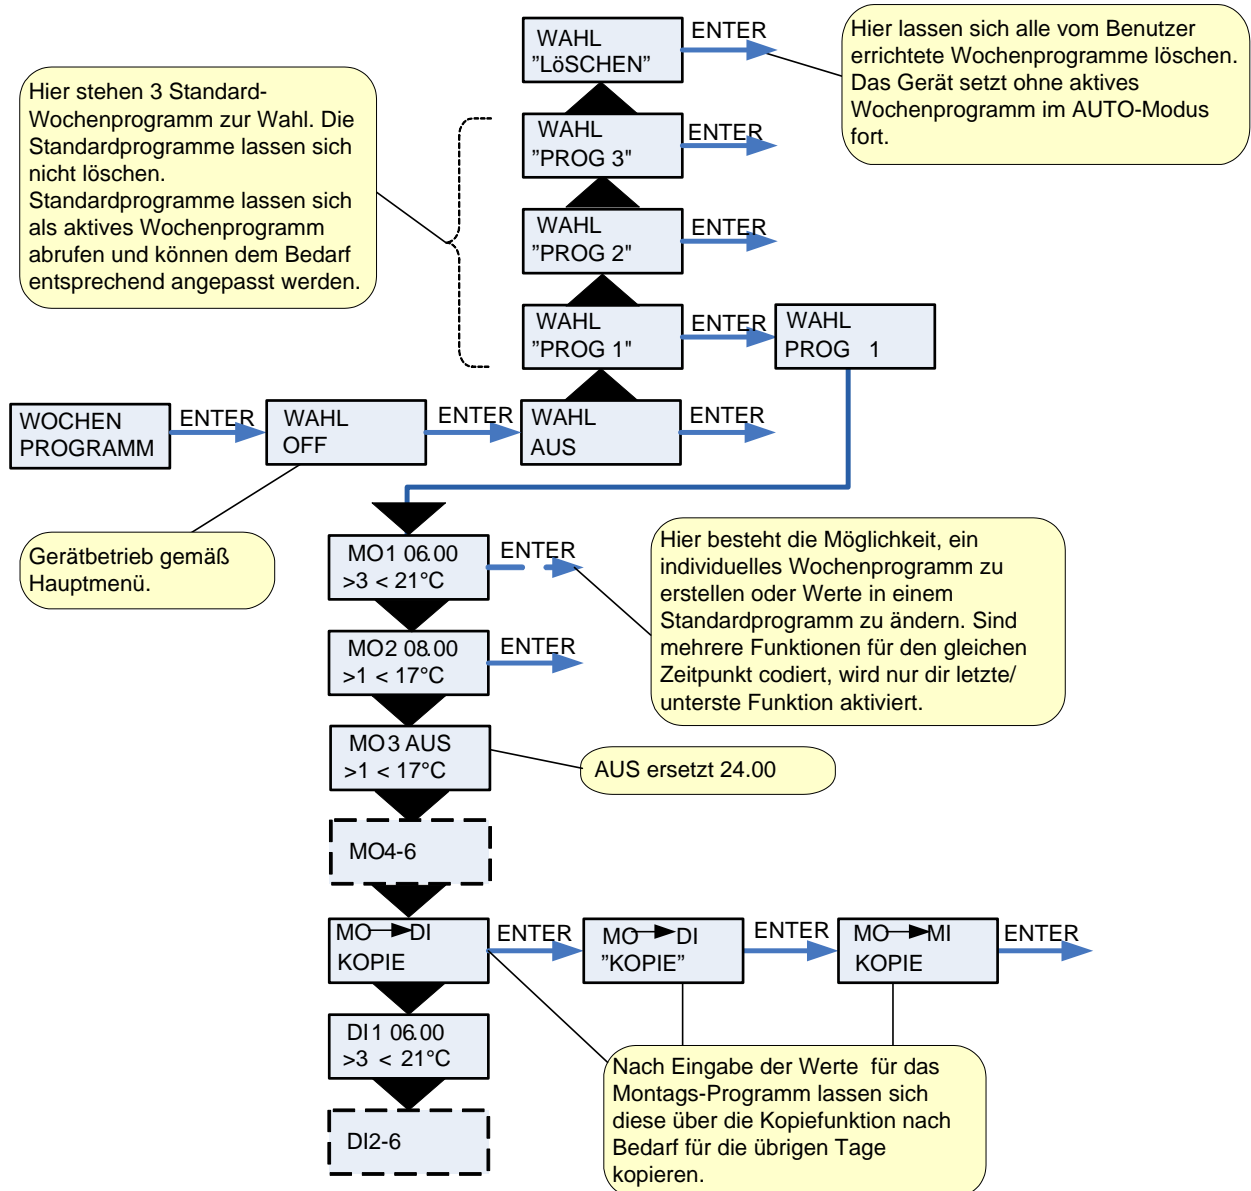 WAHL
"LöSCHEN"
ENTER
Hier lassen sich alle vom Benutzer
errichtete Wochenprogramme löschen.
Das Gerät setzt ohne aktives
Wochenprogramm im AUTO-Modus
fort.
Hier stehen 3 Standard-
Wochenprogramm zur Wahl. Die
Standardprogramme lassen sich
nicht löschen.
Standardprogramme lassen sich
als aktives Wochenprogramm
abrufen und können dem Bedarf
entsprechend angepasst werden.
WAHL
"PROG 3"
ENTER
WAHL
"PROG 2"
ENTER
WAHL
"PROG 1"
ENTER
WAHL
PROG 1
WOCHEN
PROGRAMM
ENTER
WAHL
OFF
ENTER
WAHL
AUS
ENTER
Gerätbetrieb gemäß
Hauptmenü.
MO1 06.00
>3 < 21°C
ENTER
Hier besteht die Möglichkeit, ein
individuelles Wochenprogramm zu
erstellen oder Werte in einem
Standardprogramm zu ändern. Sind
mehrere Funktionen für den gleichen
Zeitpunkt codiert, wird nur dir letzte/
unterste Funktion aktiviert.
MO2 08.00
>1 < 17°C
ENTER
MO3 AUS
>1 < 17°C
AUS ersetzt 24.00
MO4-6
MO→DI
KOPIE
ENTER
MO→DI
"KOPIE"
ENTER
MO→MI
KOPIE
ENTER
DI1 06.00
>3 < 21°C
Nach Eingabe der Werte für das
Montags-Programm lassen sich
diese über die Kopiefunktion nach
Bedarf für die übrigen Tage
kopieren.
DI2-6